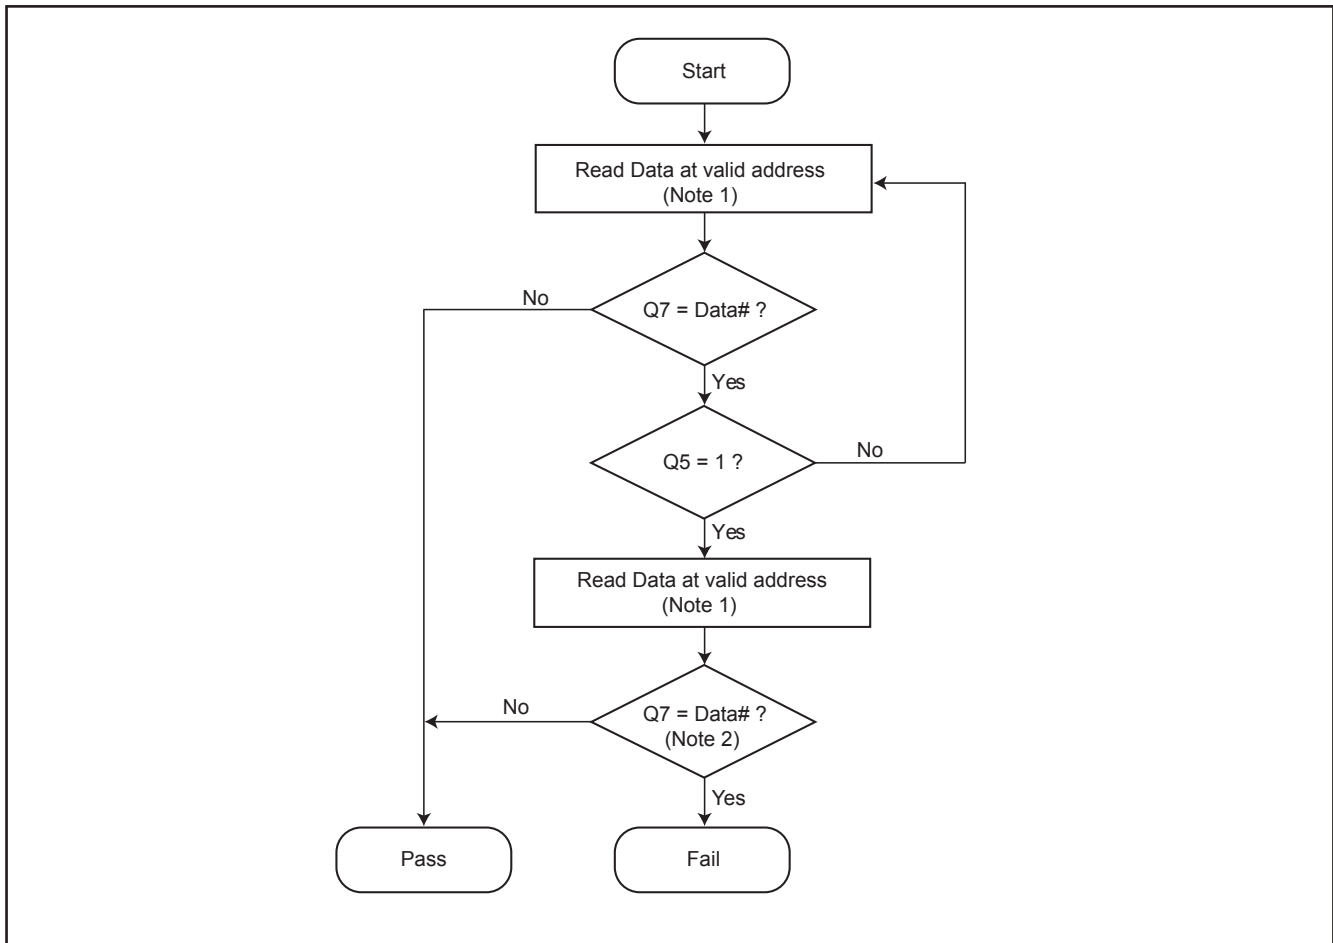 Start
Read Data at valid address
(Note 1)
No
Q7 = Data# ?
Yes
Q5 = 1 ?
No
Yes
Read Data at valid address
(Note 1)
No
Q7 = Data# ?
(Note 2)
Yes
Pass
Fail